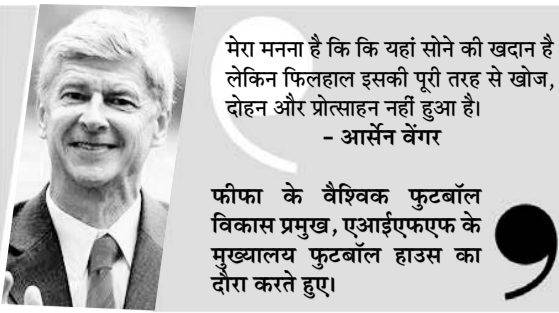 मेरा मनना है कि कि यहां सोने की खदान है
लेकिन फिलहाल इसकी पूरी तरह से खोज,
दोहन और प्रोत्साहन नहीं हुआ है।
- आर्सेन वेंगर
फीफा के वैश्विक फुटबॉल
विकास प्रमुख, एआईएफएफ के
मुख्यालय फुटबॉल हाउस का
दौरा करते हुए।